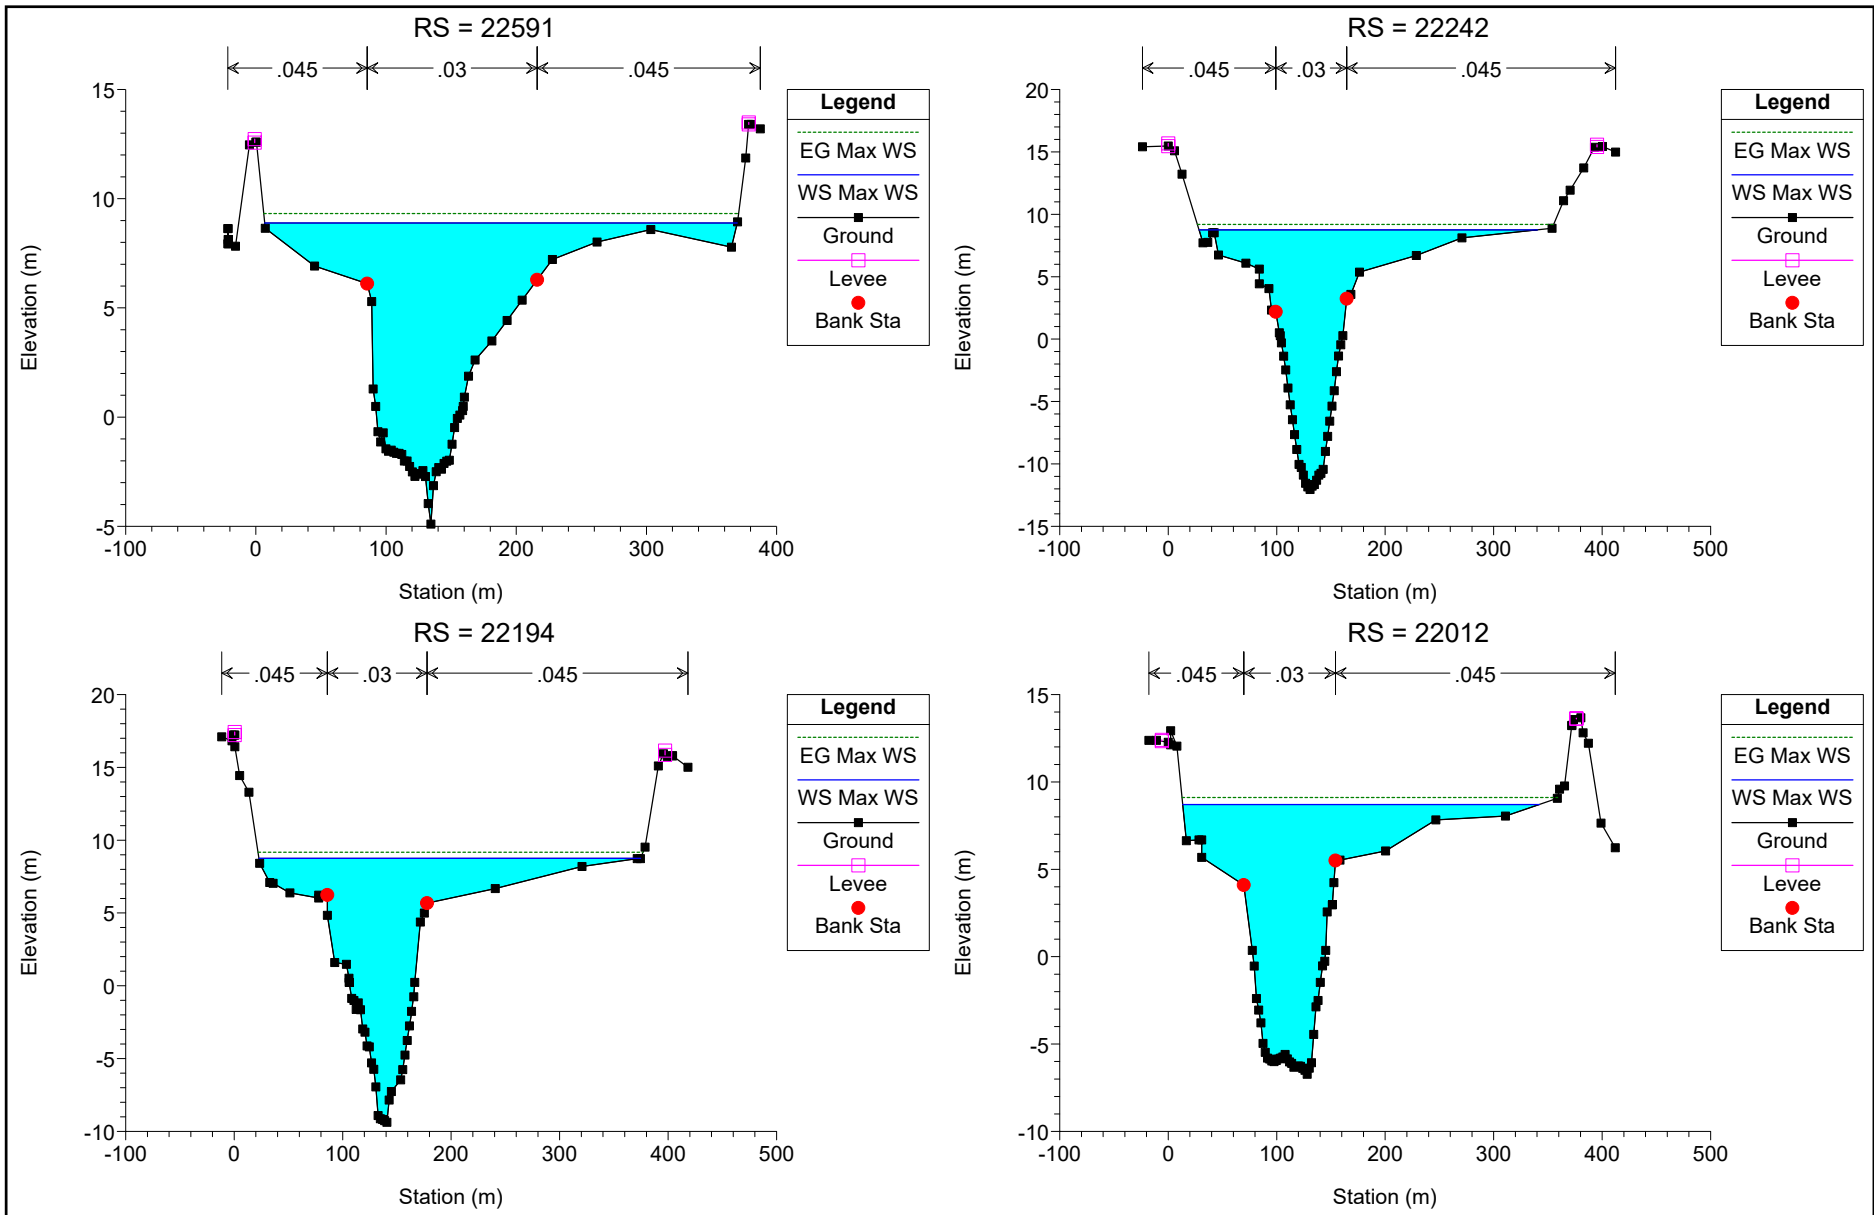 RS = 22591
.045 .03 .045
15
10
5
0
-5
-100 0 100 200 300 400
Elevation (m)
Station (m)
Legend
EG Max WS
WS Max WS
Ground
Levee
Bank Sta
RS = 22242
.045 .03 .045
20
15
10
5
0
-5
-10
-15
-100 0 100 200 300 400 500
Elevation (m)
Station (m)
Legend
EG Max WS
WS Max WS
Ground
Levee
Bank Sta
RS = 22194
.045 .03 .045
20
15
10
5
0
-5
-10
-100 0 100 200 300 400 500
Elevation (m)
Station (m)
Legend
EG Max WS
WS Max WS
Ground
Levee
Bank Sta
RS = 22012
.045 .03 .045
15
10
5
0
-5
-10
-100 0 100 200 300 400 500
Elevation (m)
Station (m)
Legend
EG Max WS
WS Max WS
Ground
Levee
Bank Sta